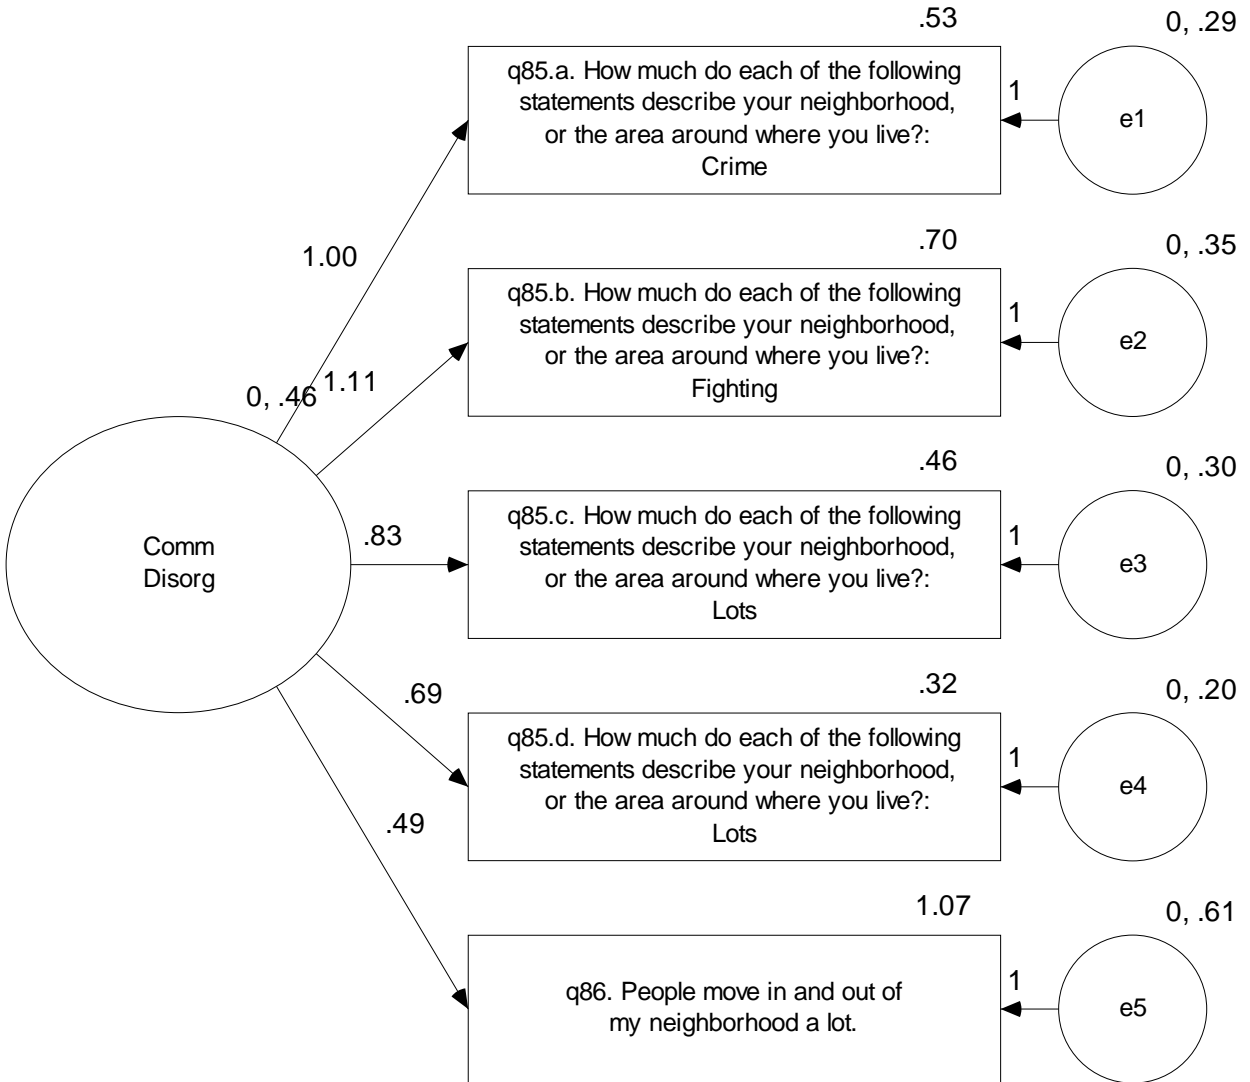 .53
0, .29
q85.a. How much do each of the following
statements describe your neighborhood,
or the area around where you live?:
Crime
1
e1
1.00
.70
0, .35
q85.b. How much do each of the following
statements describe your neighborhood,
or the area around where you live?:
Fighting
1
e2
0, .46
1.11
.46
0, .30
Comm
Disorg
.83
q85.c. How much do each of the following
statements describe your neighborhood,
or the area around where you live?:
Lots
1
e3
.69
.32
0, .20
q85.d. How much do each of the following
statements describe your neighborhood,
or the area around where you live?:
Lots
1
e4
.49
1.07
0, .61
q86. People move in and out of
my neighborhood a lot.
1
e5